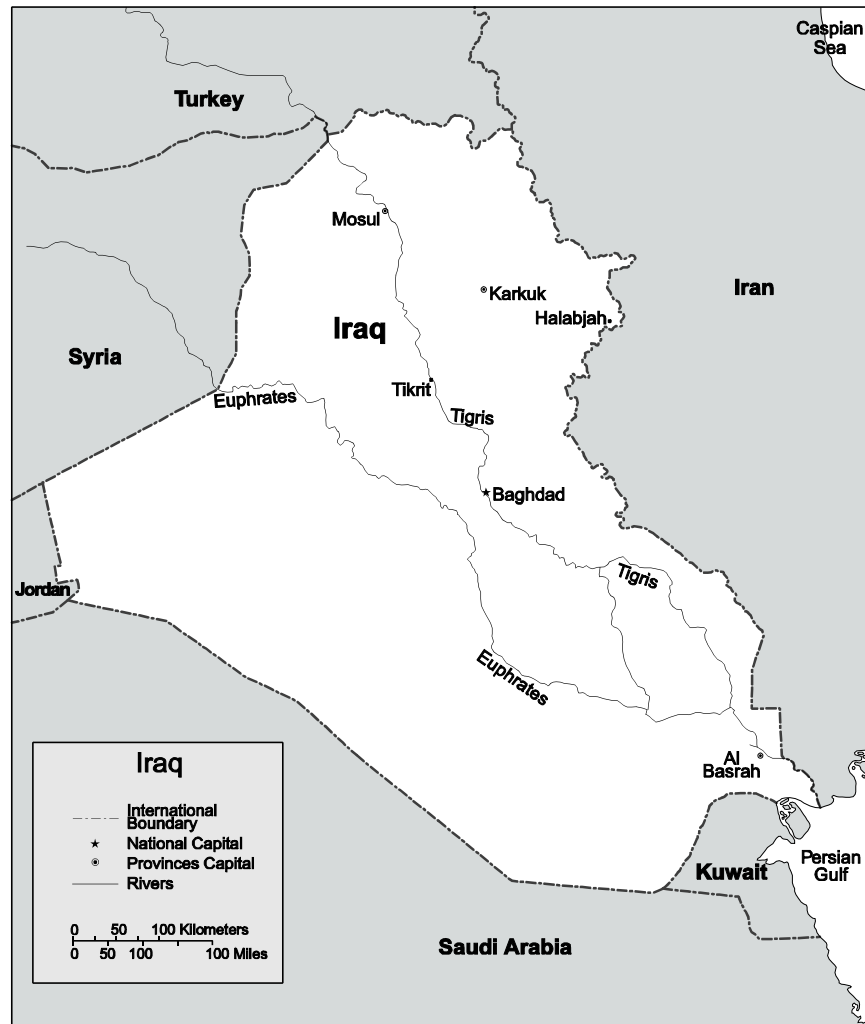 Caspian
Sea
Turkey
Mosul
Karkuk
Iran
Halabjah
Iraq
Syria
Tikrit
Euphrates
Tigris
Baghdad
Tigris
Jordan
Euphrates
Al
Basrah
Iraq
International
Boundary
National Capital
Provinces Capital
Rivers
0 50 100 Kilometers
0 50 100 100 Miles
Kuwait
Persian
Gulf
Saudi Arabia